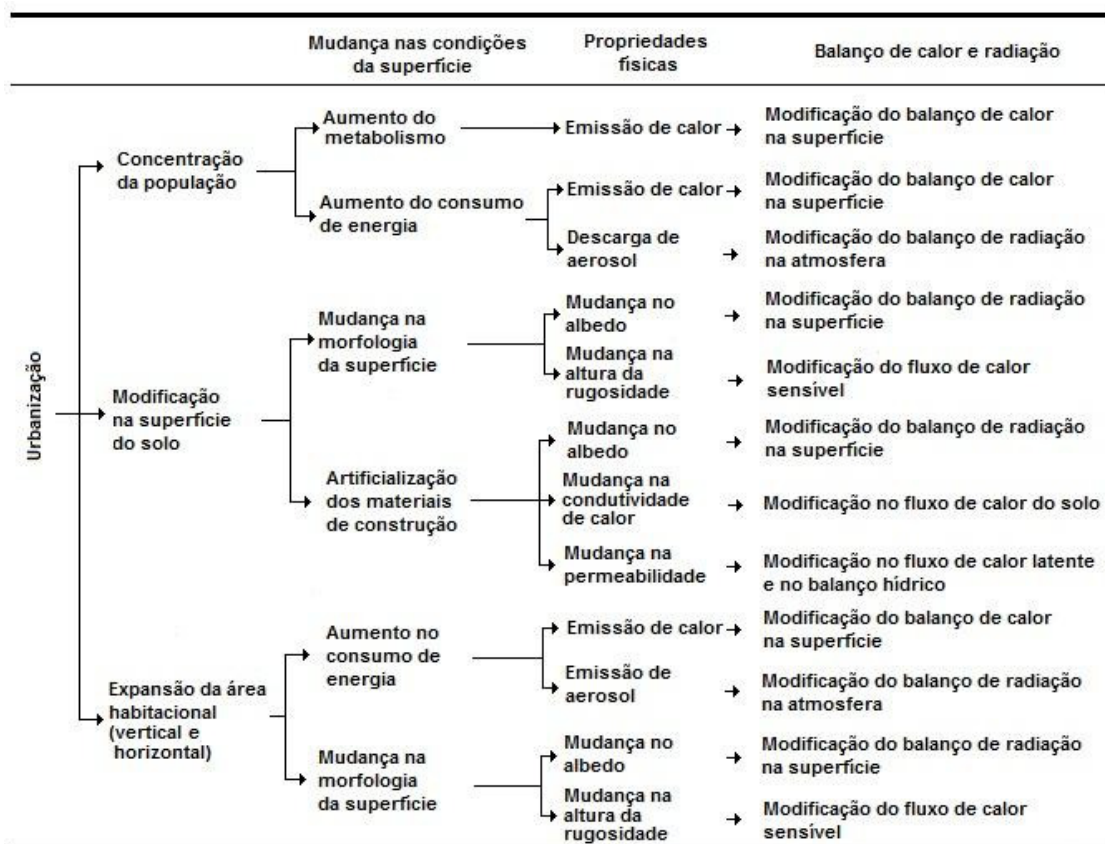 Mudança nas condições
da superfície
Propriedades
físicas
Balanço de calor e radiação
Urbanização
Concentração
da população
Aumento do
metabolismo
Emissão de calor
Modificação do balanço de calor
na superfície
Aumento do consumo
de energia
Emissão de calor
Modificação do balanço de calor
na superfície
Descarga de
aerosol
Modificação do balanço de radiação
na atmosfera
Modificação
na superfície
do solo
Mudança na
morfologia
da superfície
Mudança no
albedo
Modificação do balanço de radiação
na superfície
Mudança na
altura da
rugosidade
Modificação do fluxo de calor
sensível
Artificialização
dos materiais
de construção
Mudança no
albedo
Modificação do balanço de radiação
na superfície
Mudança na
condutividade
de calor
Modificação no fluxo de calor do solo
Mudança na
permeabilidade
Modificação no fluxo de calor latente
e no balanço hídrico
Expansão da área
habitacional
(vertical e
horizontal)
Aumento no
consumo de
energia
Emissão de calor
Modificação do balanço de calor
na superfície
Emissão de
aerosol
Modificação do balanço de radiação
na atmosfera
Mudança na
morfologia
da superfície
Mudança no
albedo
Modificação do balanço de radiação
na superfície
Mudança na
altura da
rugosidade
Modificação do fluxo de calor
sensível